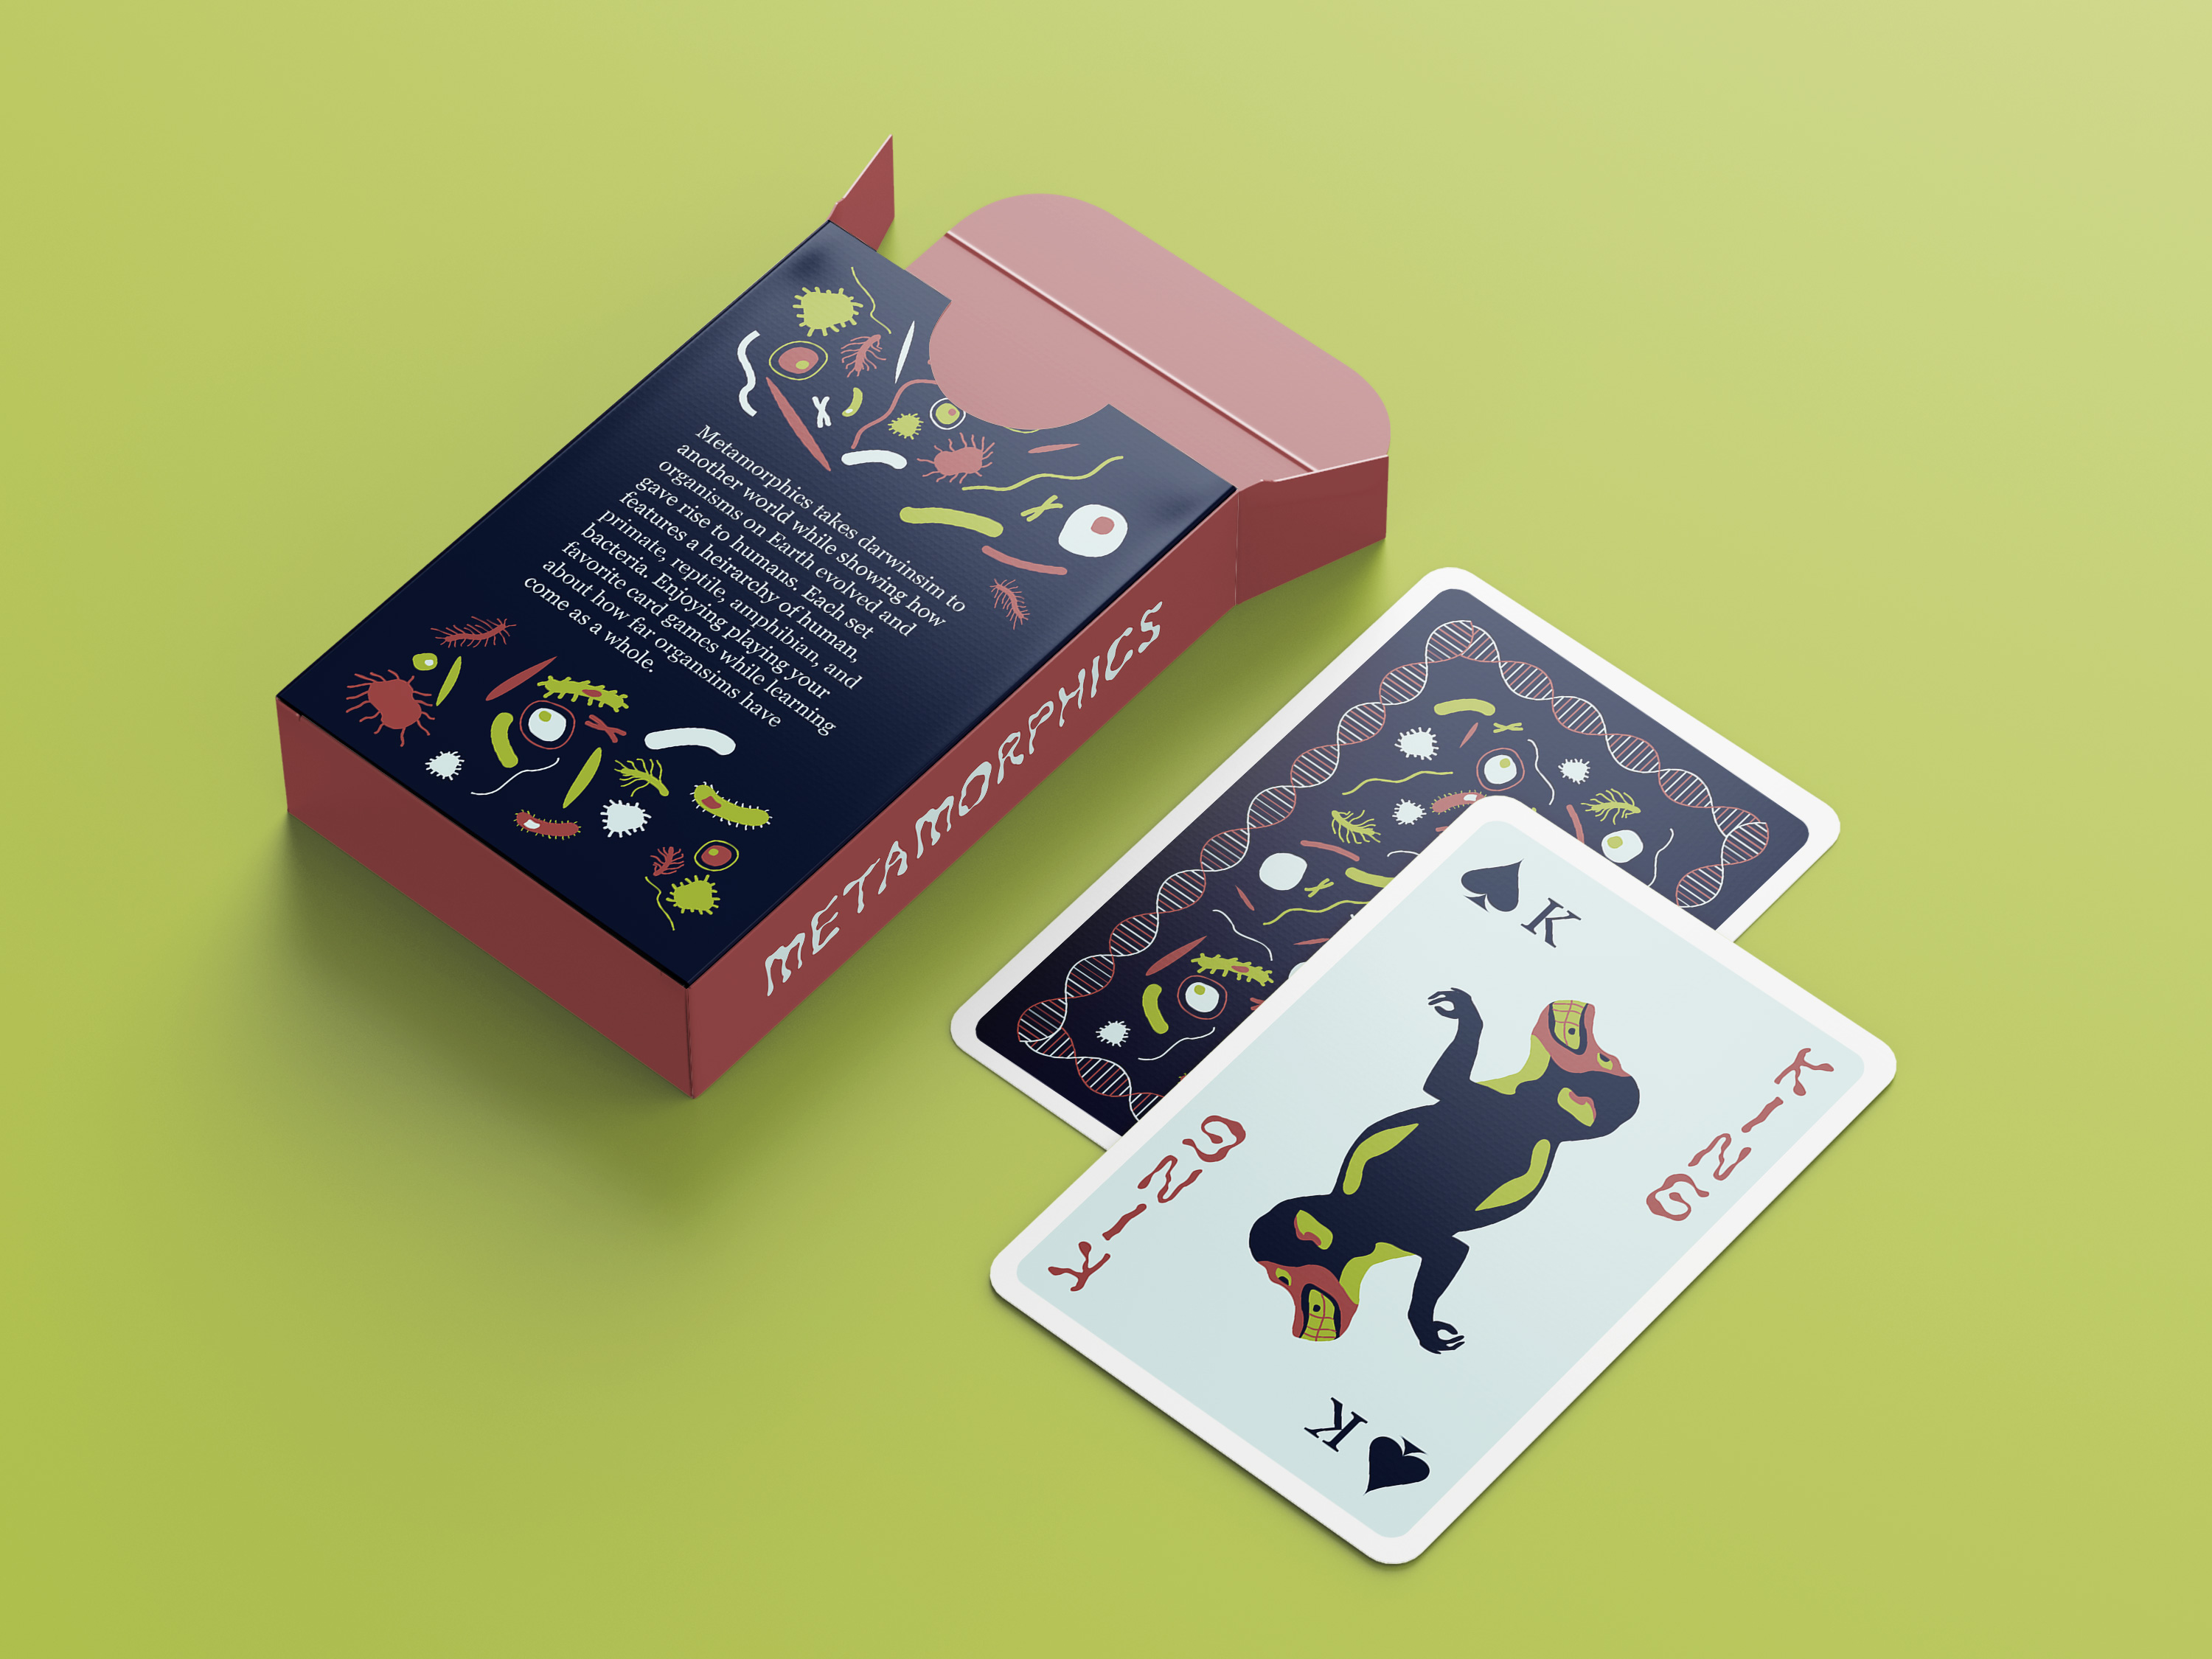 Metamorphics takes darwinsim to
another world while showing how
organisms on Earth evolved and
gave rise to humans. Each set
features a heirarchy of human,
primate, reptile, amphibian, and
bacteria. Enjoying playing your
favorite card games while learning
about how far organsims have
come as a whole.
METAMORPHICS
K
KING
KING
K